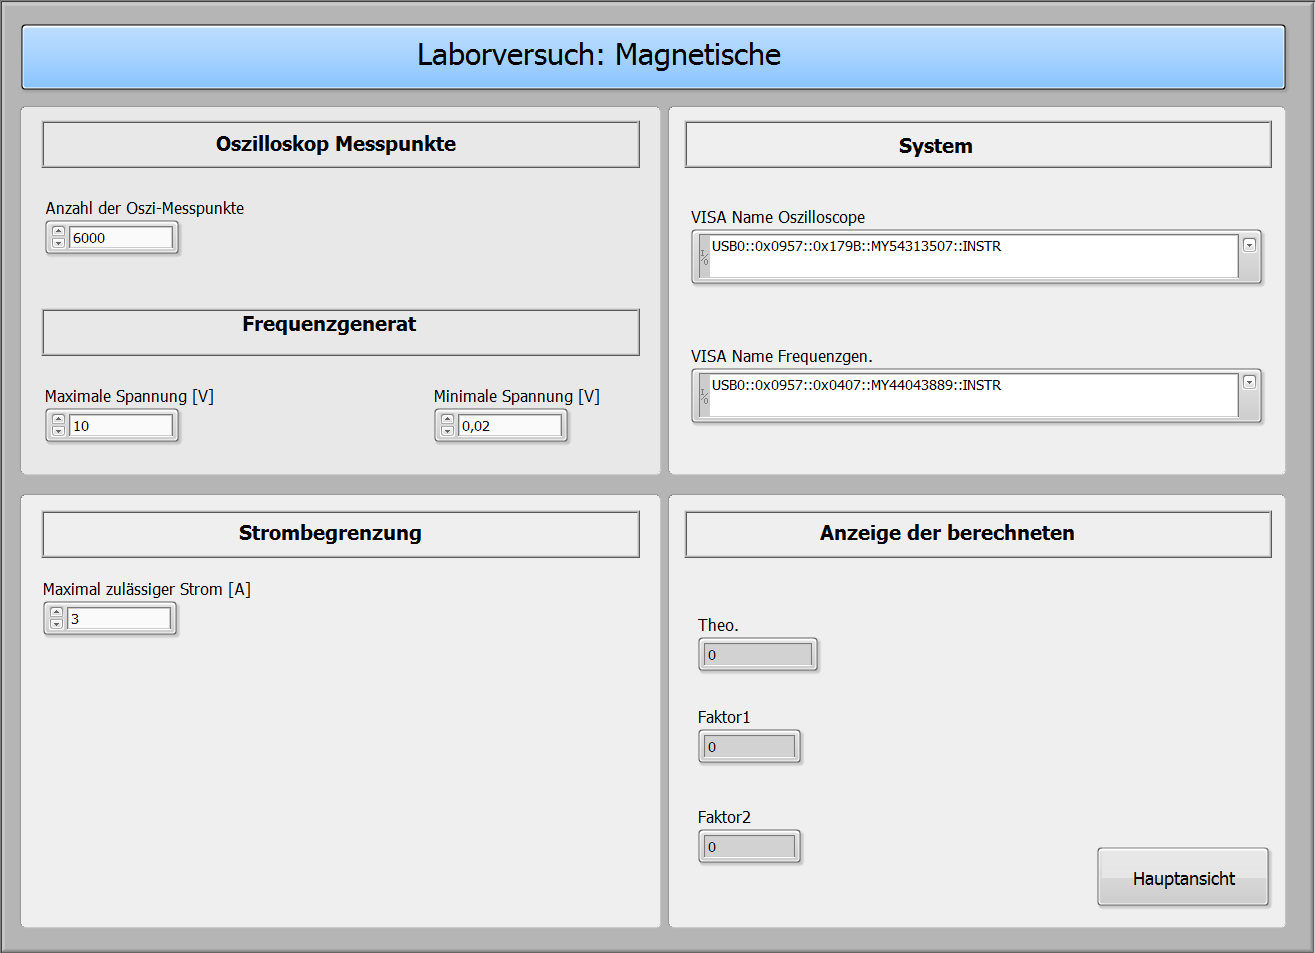 Laborversuch: Magnetische
Oszilloskop Messpunkte
Anzahl der Oszi-Messpunkte
6000
Frequenzgenerat
Maximale Spannung [V]
10
Minimale Spannung [V]
0,02
System
VISA Name Oszilloscope
I/0
USB0::0x0957::0x179B::MY54313507::INSTR
VISA Name Frequenzgen.
I/0
USB0::0x0957::0x0407::MY44043889::INSTR
Strombegrenzung
Maximal zulässiger Strom [A]
3
Anzeige der berechneten
Theo.
0
Faktor1
0
Faktor2
0
Hauptansicht